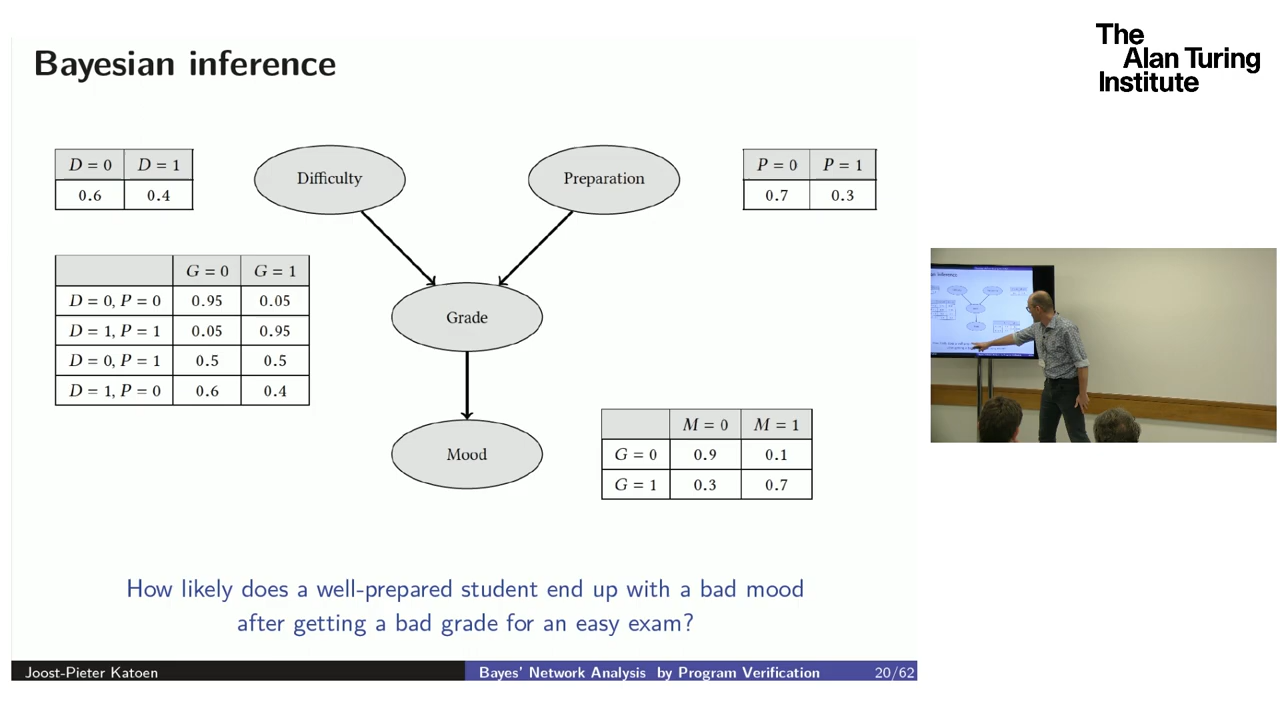 Bayesian inference
The
Alan Turing
Institute
D = 0 D = 1
0.6 0.4
Difficulty
Preparation
P = 0 P = 1
0.7 0.3
G = 0 G = 1
D = 0, P = 0 0.95 0.05
D = 1, P = 1 0.05 0.95
D = 0, P = 1 0.5 0.5
D = 1, P = 0 0.6 0.4
Grade
Mood
M = 0 M = 1
G = 0 0.9 0.1
G = 1 0.3 0.7
How likely does a well-prepared student end up with a bad mood
after getting a bad grade for an easy exam?
Joost-Pieter Katoen
Bayes' Network Analysis by Program Verification
20/62